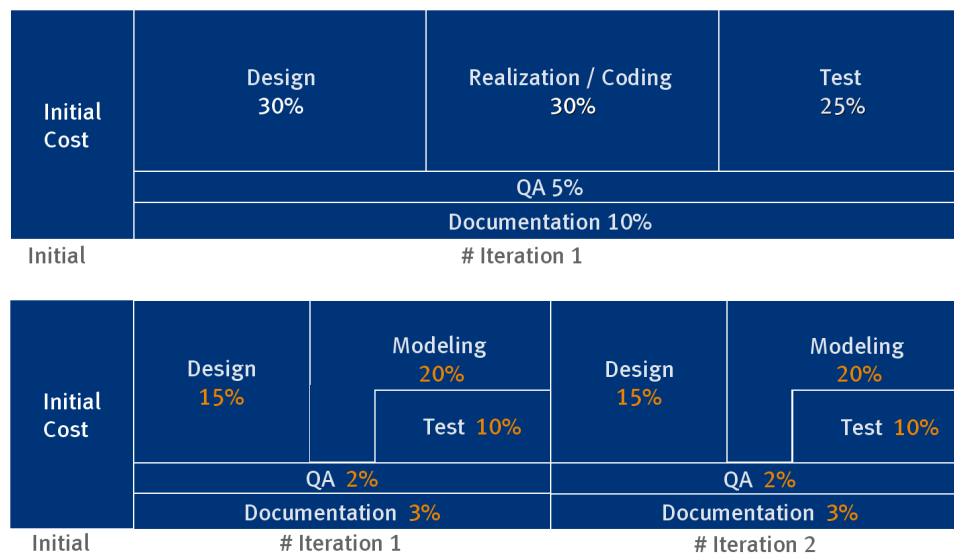 Initial
Cost
Design
30%
Realization / Coding
30%
Test
25%
QA 5%
Documentation 10%
Initial
# Iteration 1
Initial
Cost
Design
15%
Modeling
20%
Test 10%
QA 2%
Documentation 3%
Design
15%
Modeling
20%
Test 10%
QA 2%
Documentation 3%
Initial
# Iteration 1
# Iteration 2